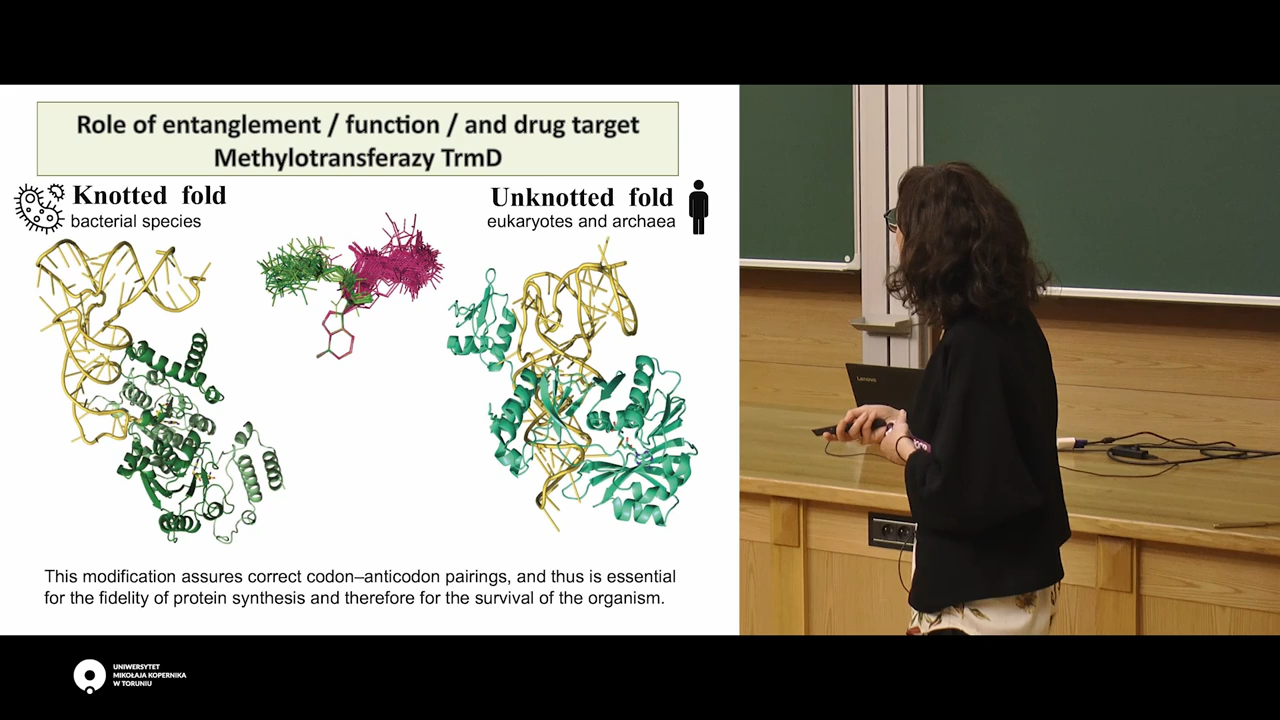 Role of entanglement / function / and drug target
Methylotransferazy TrmD
Knotted fold
bacterial species
Unknotted fold
eukaryotes and archaea
This modification assures correct codon–anticodon pairings, and thus is essential
for the fidelity of protein synthesis and therefore for the survival of the organism.
Lenovo
UNIWERSYTET
MIKOŁAJA KOPERNIKA
W TORUNIU